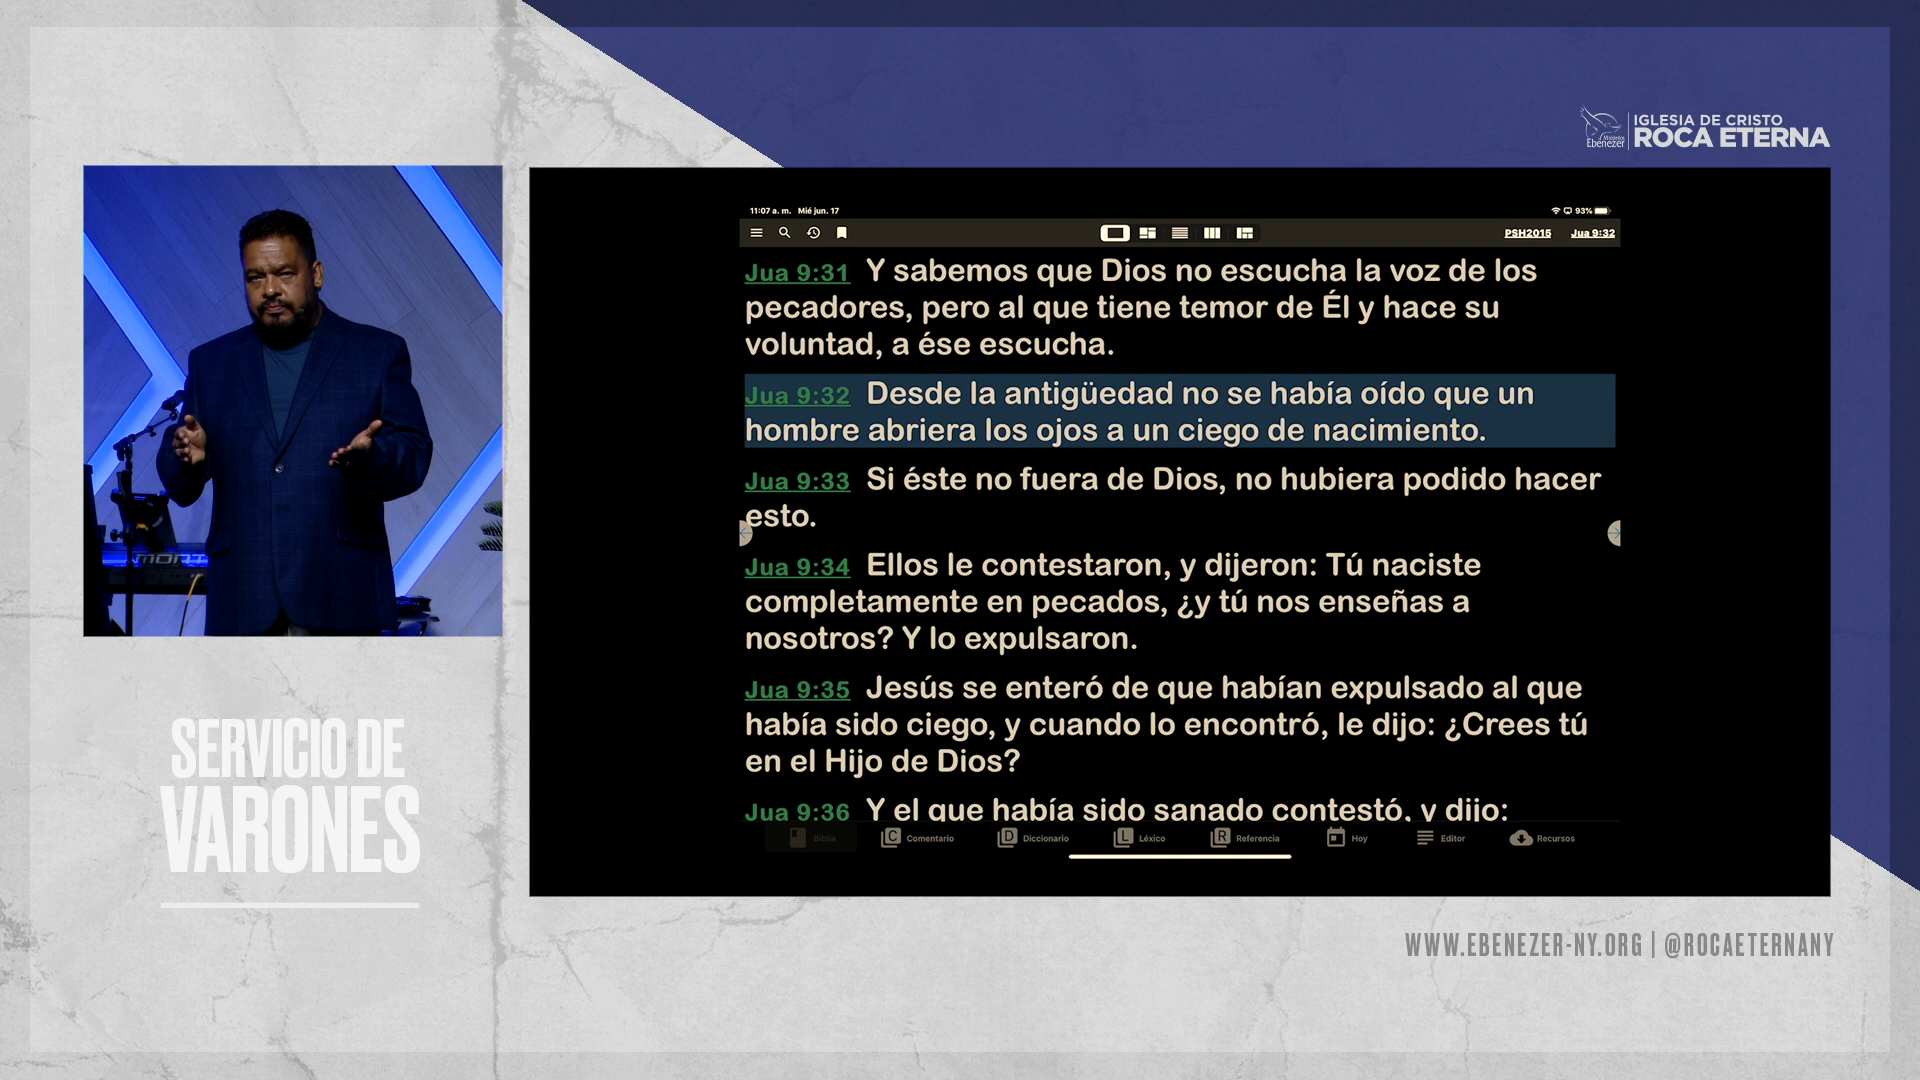 IGLESIA DE CRISTO
ROCA ETERNA
Ministerios
Ebenezer
11:07 a. m. Mié jun. 17
93%
PSH2015 Jua 9:32
Jua 9:31 Y sabemos que Dios no escucha la voz de los
pecadores, pero al que tiene temor de Él y hace su
voluntad, a ése escucha.
Jua 9:32 Desde la antigüedad no se había oído que un
hombre abriera los ojos a un ciego de nacimiento.
Jua 9:33 Si éste no fuera de Dios, no hubiera podido hacer
esto.
Jua 9:34 Ellos le contestaron, y dijeron: Tú naciste
completamente en pecados, ¿y tú nos enseñas a
nosotros? Y lo expulsaron.
Jua 9:35 Jesús se enteró de que habían expulsado al que
había sido ciego, y cuando lo encontró, le dijo: ¿Crees tú
en el Hijo de Dios?
Jua 9:36 Y el que había sido sanado contestó, y dijo:
Biblia C Comentario D Diccionario L Léxico R Referencia Hoy Editor Recursos
SERVICIO DE
VARONES
WWW.EBENEZER-NY.ORG | @ROCAETERNANY